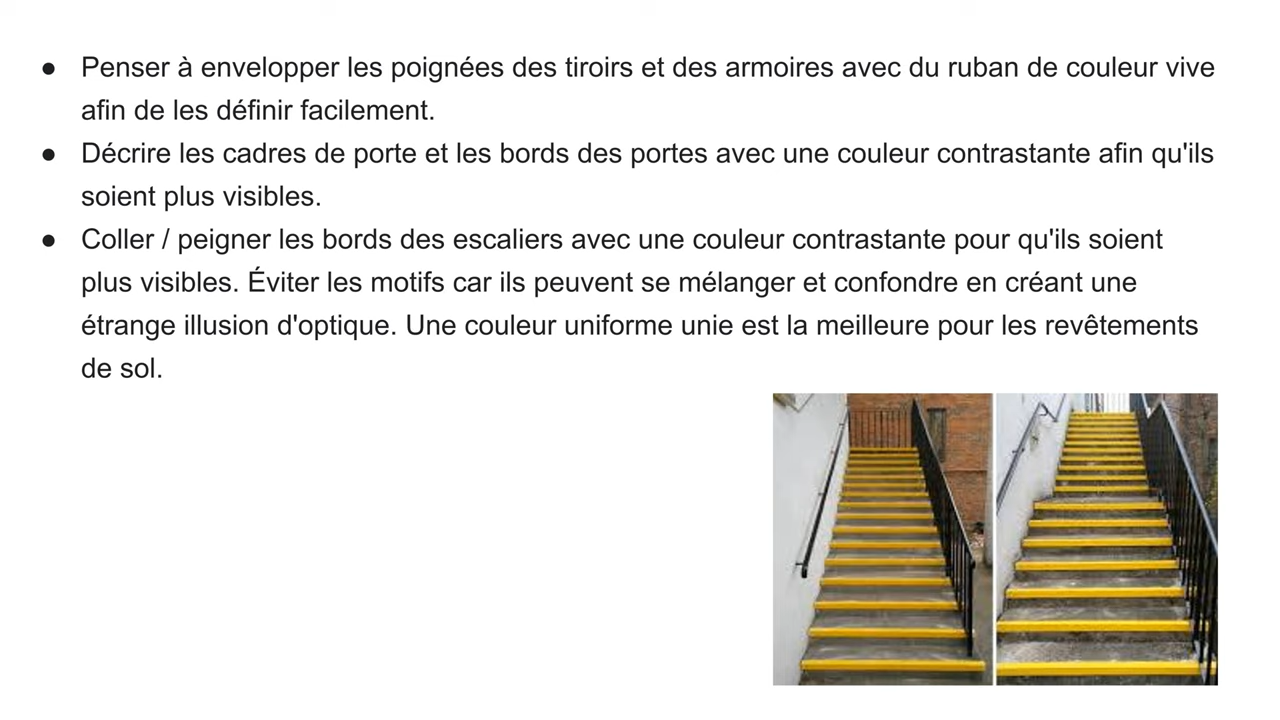 ● Penser à envelopper les poignées des tiroirs et des armoires avec du ruban de couleur vive
afin de les définir facilement.
● Décrire les cadres de porte et les bords des portes avec une couleur contrastante afin qu'ils
soient plus visibles.
● Coller / peigner les bords des escaliers avec une couleur contrastante pour qu'ils soient
plus visibles. Éviter les motifs car ils peuvent se mélanger et confondre en créant une
étrange illusion d'optique. Une couleur uniforme unie est la meilleure pour les revêtements
de sol.